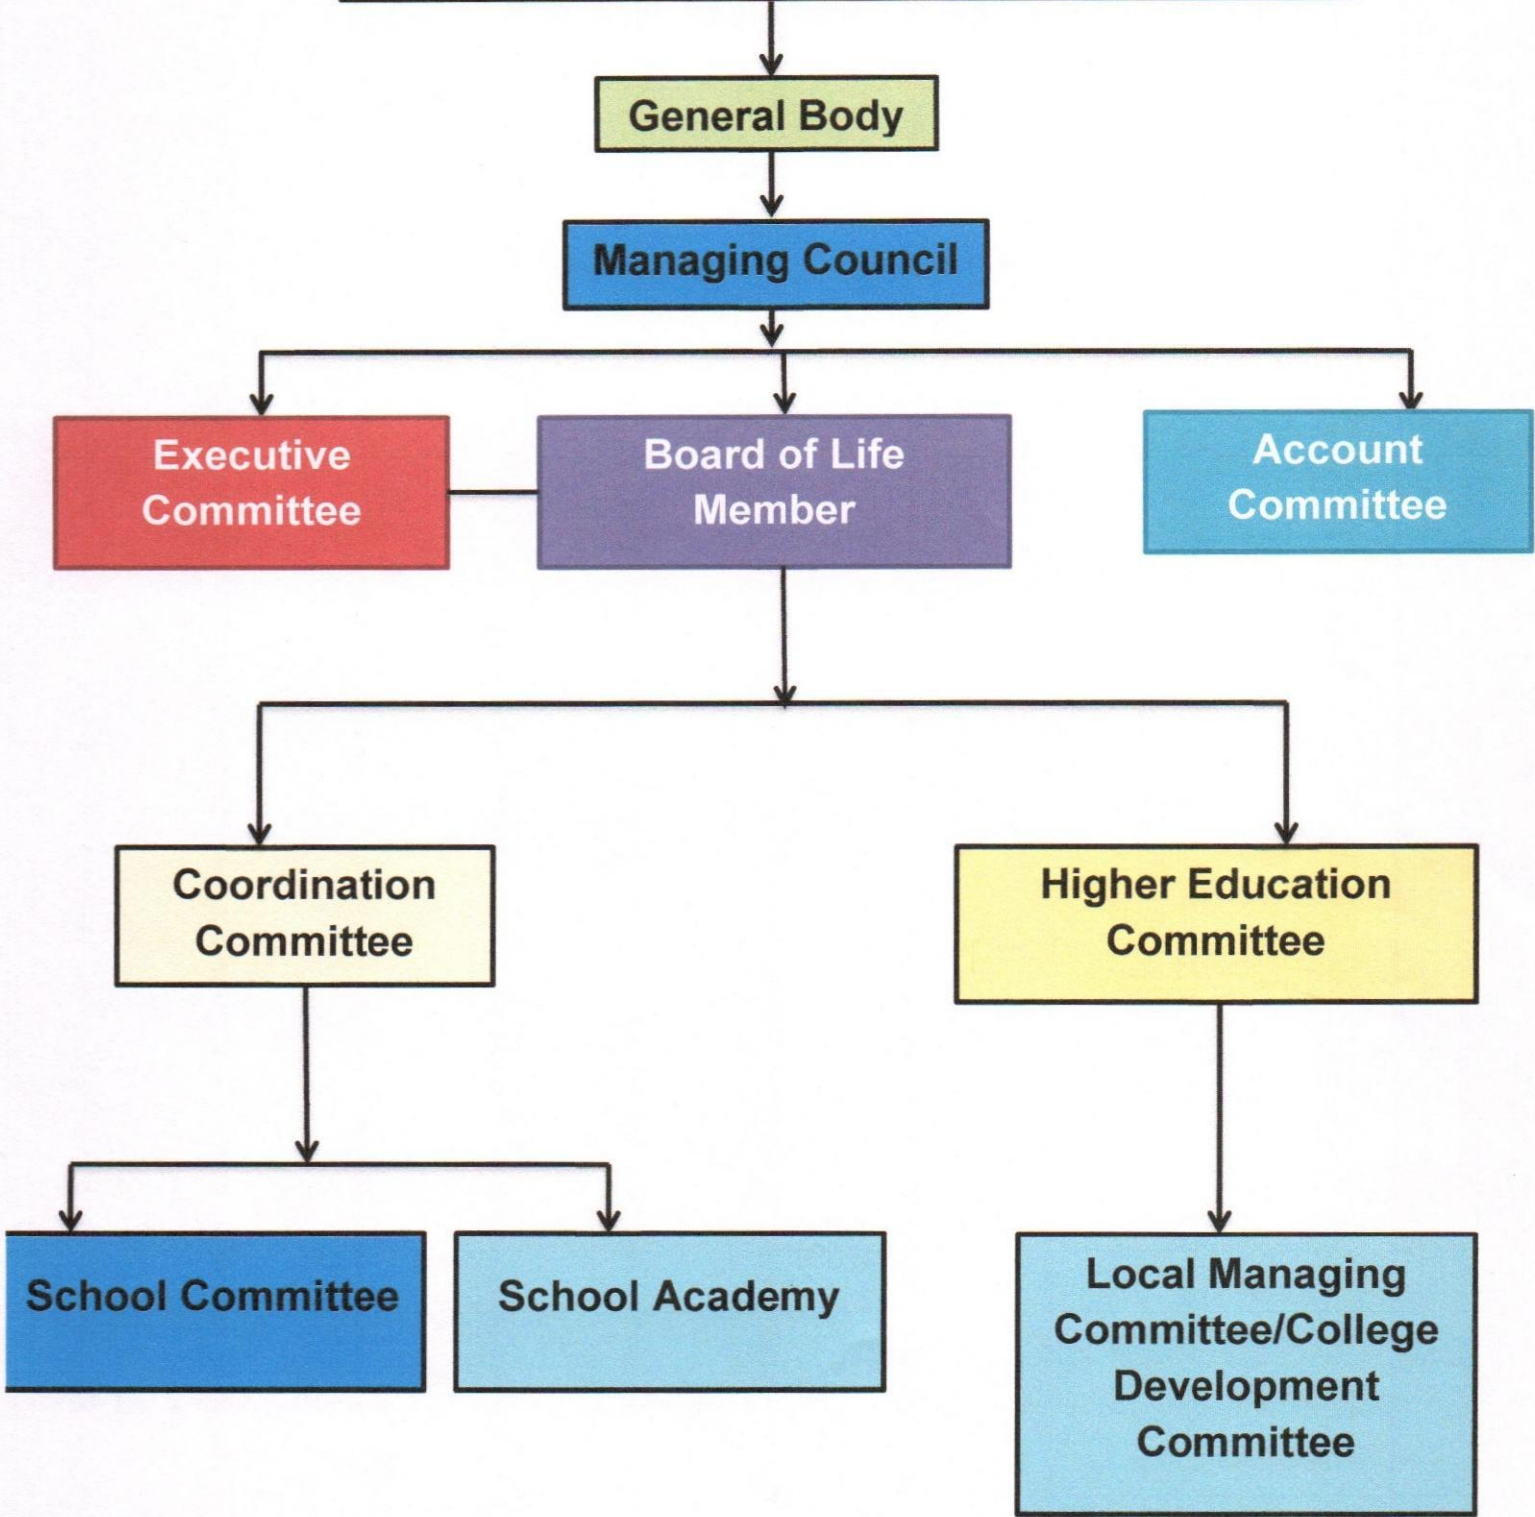 General Body
Managing Council
Executive
Committee
Board of Life
Member
Account
Committee
Coordination
Committee
Higher Education
Committee
School Committee
School Academy
Local Managing
Committee/College
Development
Committee